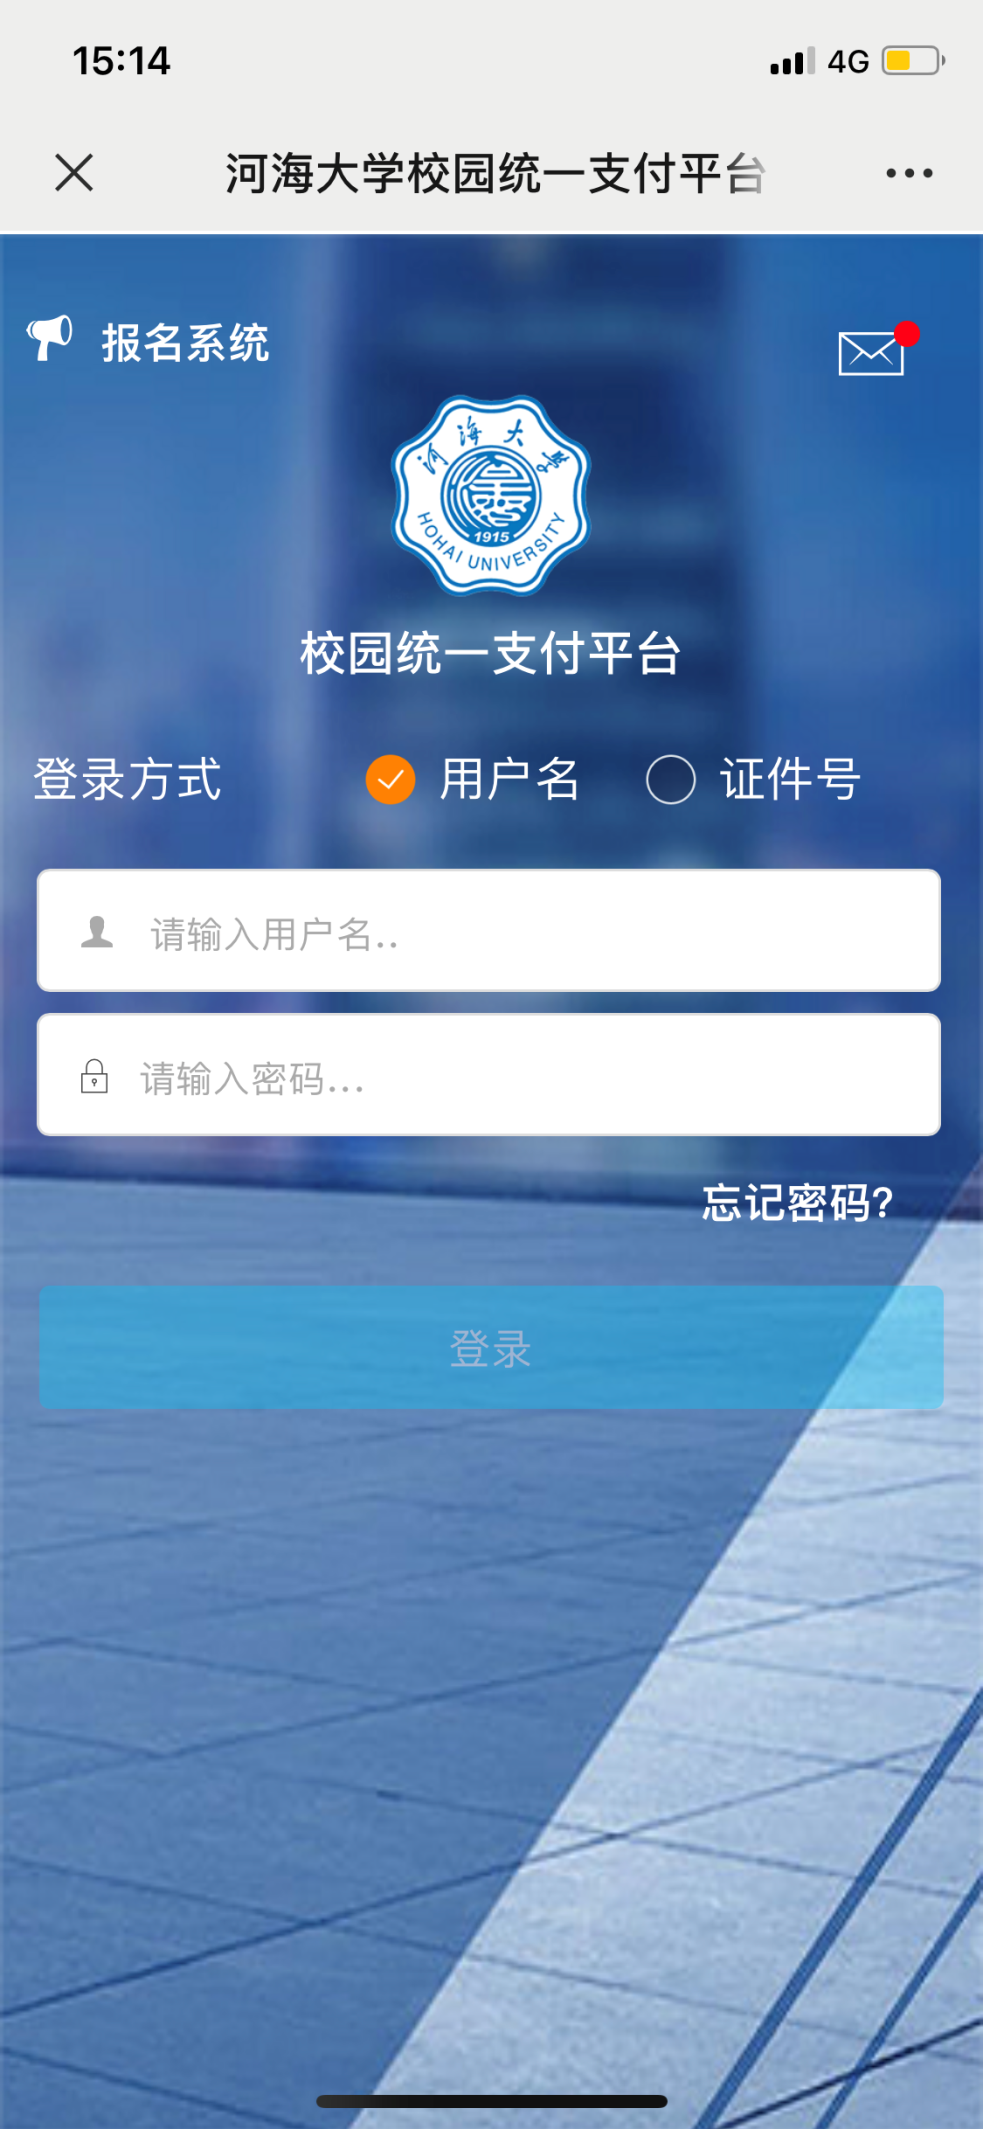 15:14
4G
河海大学校园统一支付平台
报名系统
河海大学
1915
HOHAI UNIVERSITY
校园统一支付平台
登录方式 用户名 证件号
请输入用户名..
请输入密码...
忘记密码?
登录